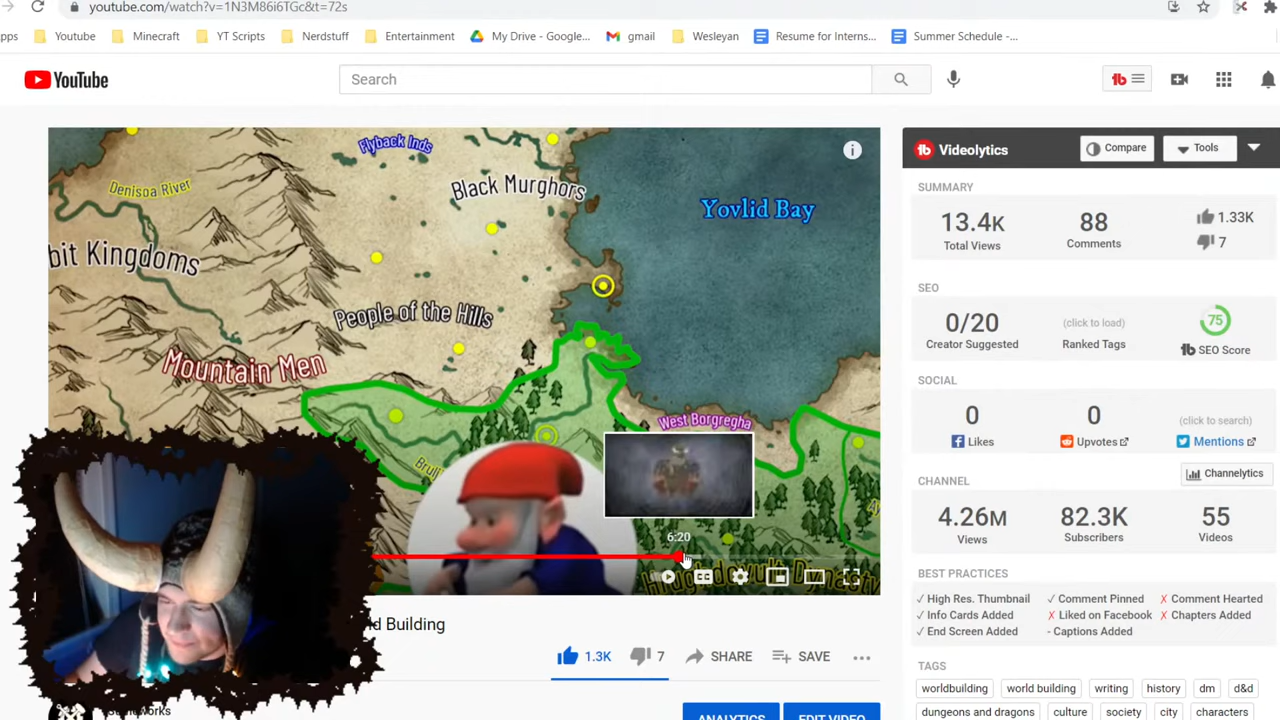 youtube.com/watch?v=1N3M86i6TGc&t=72s
pps Youtube Minecraft YT Scripts Nerdstuff Entertainment My Drive - Google... gmail Wesleyan Resume for Interns... Summer Schedule -...
YouTube
Search
Flyback Inds
Denisoa River
Black Murghors
Yovlid Bay
bit Kingdoms
People of the Hills
Mountain Men
West Borgregha
6:20
CC
d Building
1.3K 7 SHARE SAVE
ANALYTICS EDIT VIDEO
Videolytics Compare Tools
SUMMARY
13.4K 88 1.33K
Total Views Comments 7
SEO
0/20 (click to load) 75
Creator Suggested Ranked Tags SEO Score
SOCIAL
0 0 (click to search)
Likes Upvotes Mentions
Channelytics
CHANNEL
4.26M 82.3K 55
Views Subscribers Videos
BEST PRACTICES
✓ High Res. Thumbnail ✓ Comment Pinned ✗ Comment Hearted
✓ Info Cards Added ✗ Liked on Facebook ✗ Chapters Added
✓ End Screen Added - Captions Added
TAGS
worldbuilding world building writing history dm d&d
dungeons and dragons culture society city characters